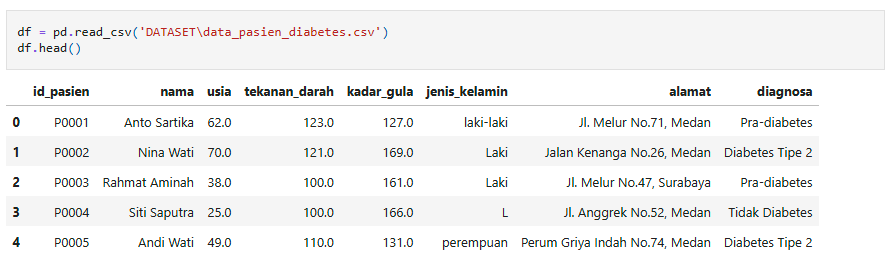 df = pd.read_csv('DATASET\data_pasien_diabetes.csv')
df.head()
id_pasien nama usia tekanan_darah kadar_gula jenis_kelamin alamat diagnosa
0 P0001 Anto Sartika 62.0 123.0 127.0 laki-laki Jl. Melur No.71, Medan Pra-diabetes
1 P0002 Nina Wati 70.0 121.0 169.0 Laki Jalan Kenanga No.26, Medan Diabetes Tipe 2
2 P0003 Rahmat Aminah 38.0 100.0 161.0 Laki Jl. Melur No.47, Surabaya Pra-diabetes
3 P0004 Siti Saputra 25.0 100.0 166.0 L Jl. Anggrek No.52, Medan Tidak Diabetes
4 P0005 Andi Wati 49.0 110.0 131.0 perempuan Perum Griya Indah No.74, Medan Diabetes Tipe 2